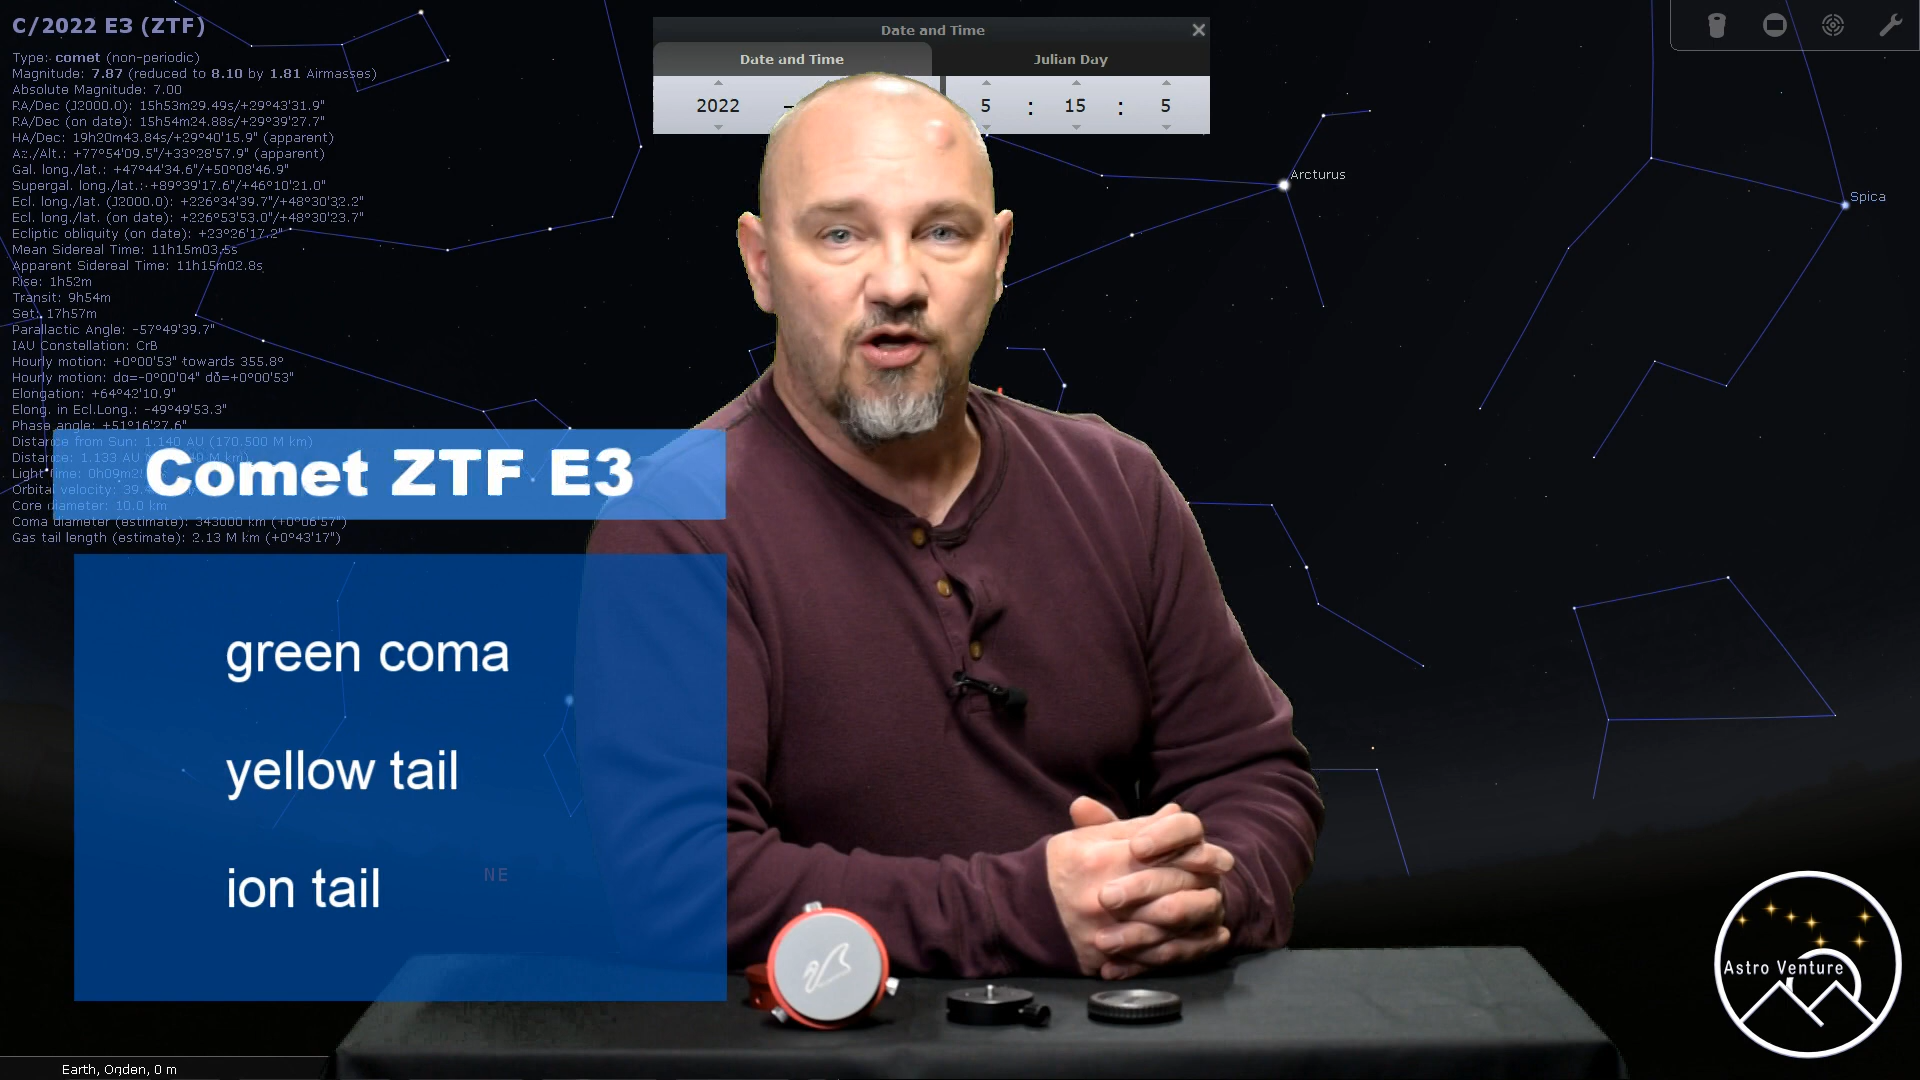 C/2022 E3 (ZTF)
Type: comet (non-periodic)
Magnitude: 7.87 (reduced to 8.10 by 1.81 Airmasses)
Absolute Magnitude: 7.00
RA/Dec (J2000.0): 15h53m29.49s/+29°43'31.9"
RA/Dec (on date): 15h54m24.88s/+29°39'27.7"
HA/Dec: 19h20m43.84s/+29°40'15.9" (apparent)
Az./Alt.: +77°54'09.5"/+33°28'57.9" (apparent)
Gal. long./lat.: +47°44'34.6"/+50°08'46.9"
Supergal. long./lat.: +89°39'17.6"/+46°10'21.0"
Ecl. long./lat. (J2000.0): +226°34'39.7"/+48°30'32.2"
Ecl. long./lat. (on date): +226°53'53.0"/+48°30'23.7"
Ecliptic obliquity (on date): +23°26'17.2"
Mean Sidereal Time: 11h15m03.5s
Apparent Sidereal Time: 11h15m02.8s
Rise: 1h52m
Transit: 9h54m
Set: 17h57m
Parallactic Angle: -57°49'39.7"
IAU Constellation: CrB
Hourly motion: +0°00'53" towards 355.8°
Hourly motion: dα=-0°00'04" dδ=+0°00'53"
Elongation: +64°42'10.9"
Elong. in Ecl.Long.: -49°49'53.3"
Phase angle: +51°16'27.6"
Distance from Sun: 1.140 AU (170.500 M km)
Distance: 1.133 AU
Light time:
Orbital velocity:
Core diameter: 10.0 km
Coma diameter (estimate): 343000 km (+0°06'57")
Gas tail length (estimate): 2.13 M km (+0°43'17")
Date and Time
Date and Time Julian Day
2022 – 5 : 15 : 5
Arcturus
Spica
Comet ZTF E3
green coma
yellow tail
ion tail
NE
Astro Venture
Earth, Ogden, 0 m